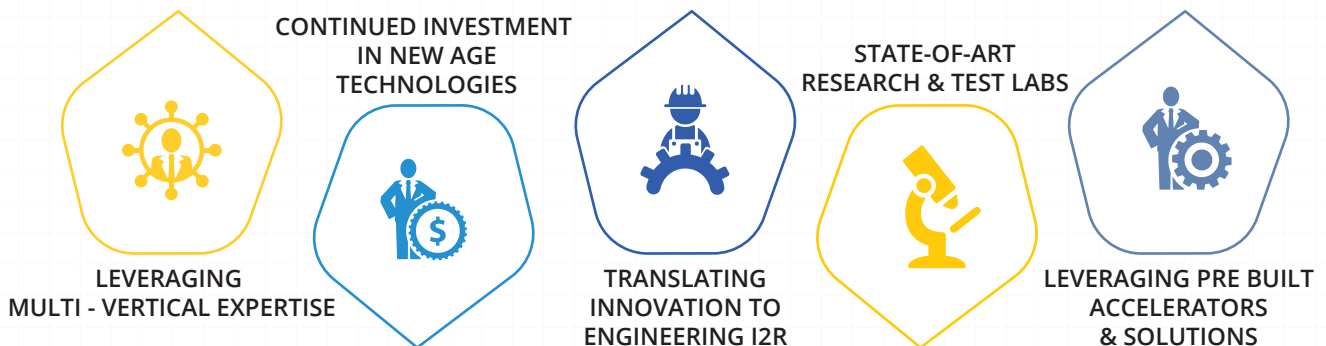 LEVERAGING
MULTI - VERTICAL EXPERTISE
CONTINUED INVESTMENT
IN NEW AGE
TECHNOLOGIES
$
TRANSLATING
INNOVATION TO
ENGINEERING I2R
STATE-OF-ART
RESEARCH & TEST LABS
LEVERAGING PRE BUILT
ACCELERATORS
& SOLUTIONS